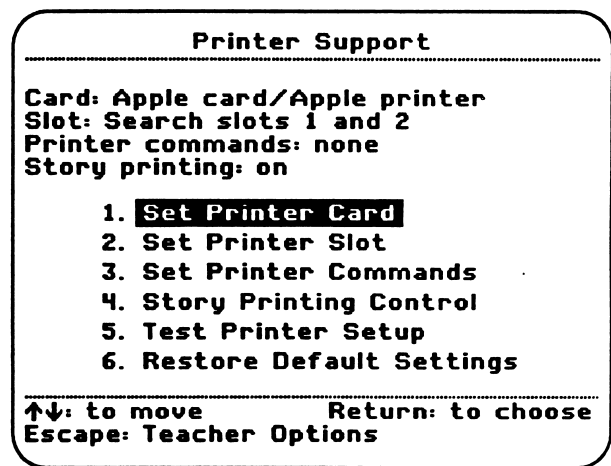 Printer Support
Card: Apple card/Apple printer
Slot: Search slots 1 and 2
Printer commands: none
Story printing: on
1. Set Printer Card
2. Set Printer Slot
3. Set Printer Commands
4. Story Printing Control
5. Test Printer Setup
6. Restore Default Settings
↑↓: to move Return: to choose
Escape: Teacher Options